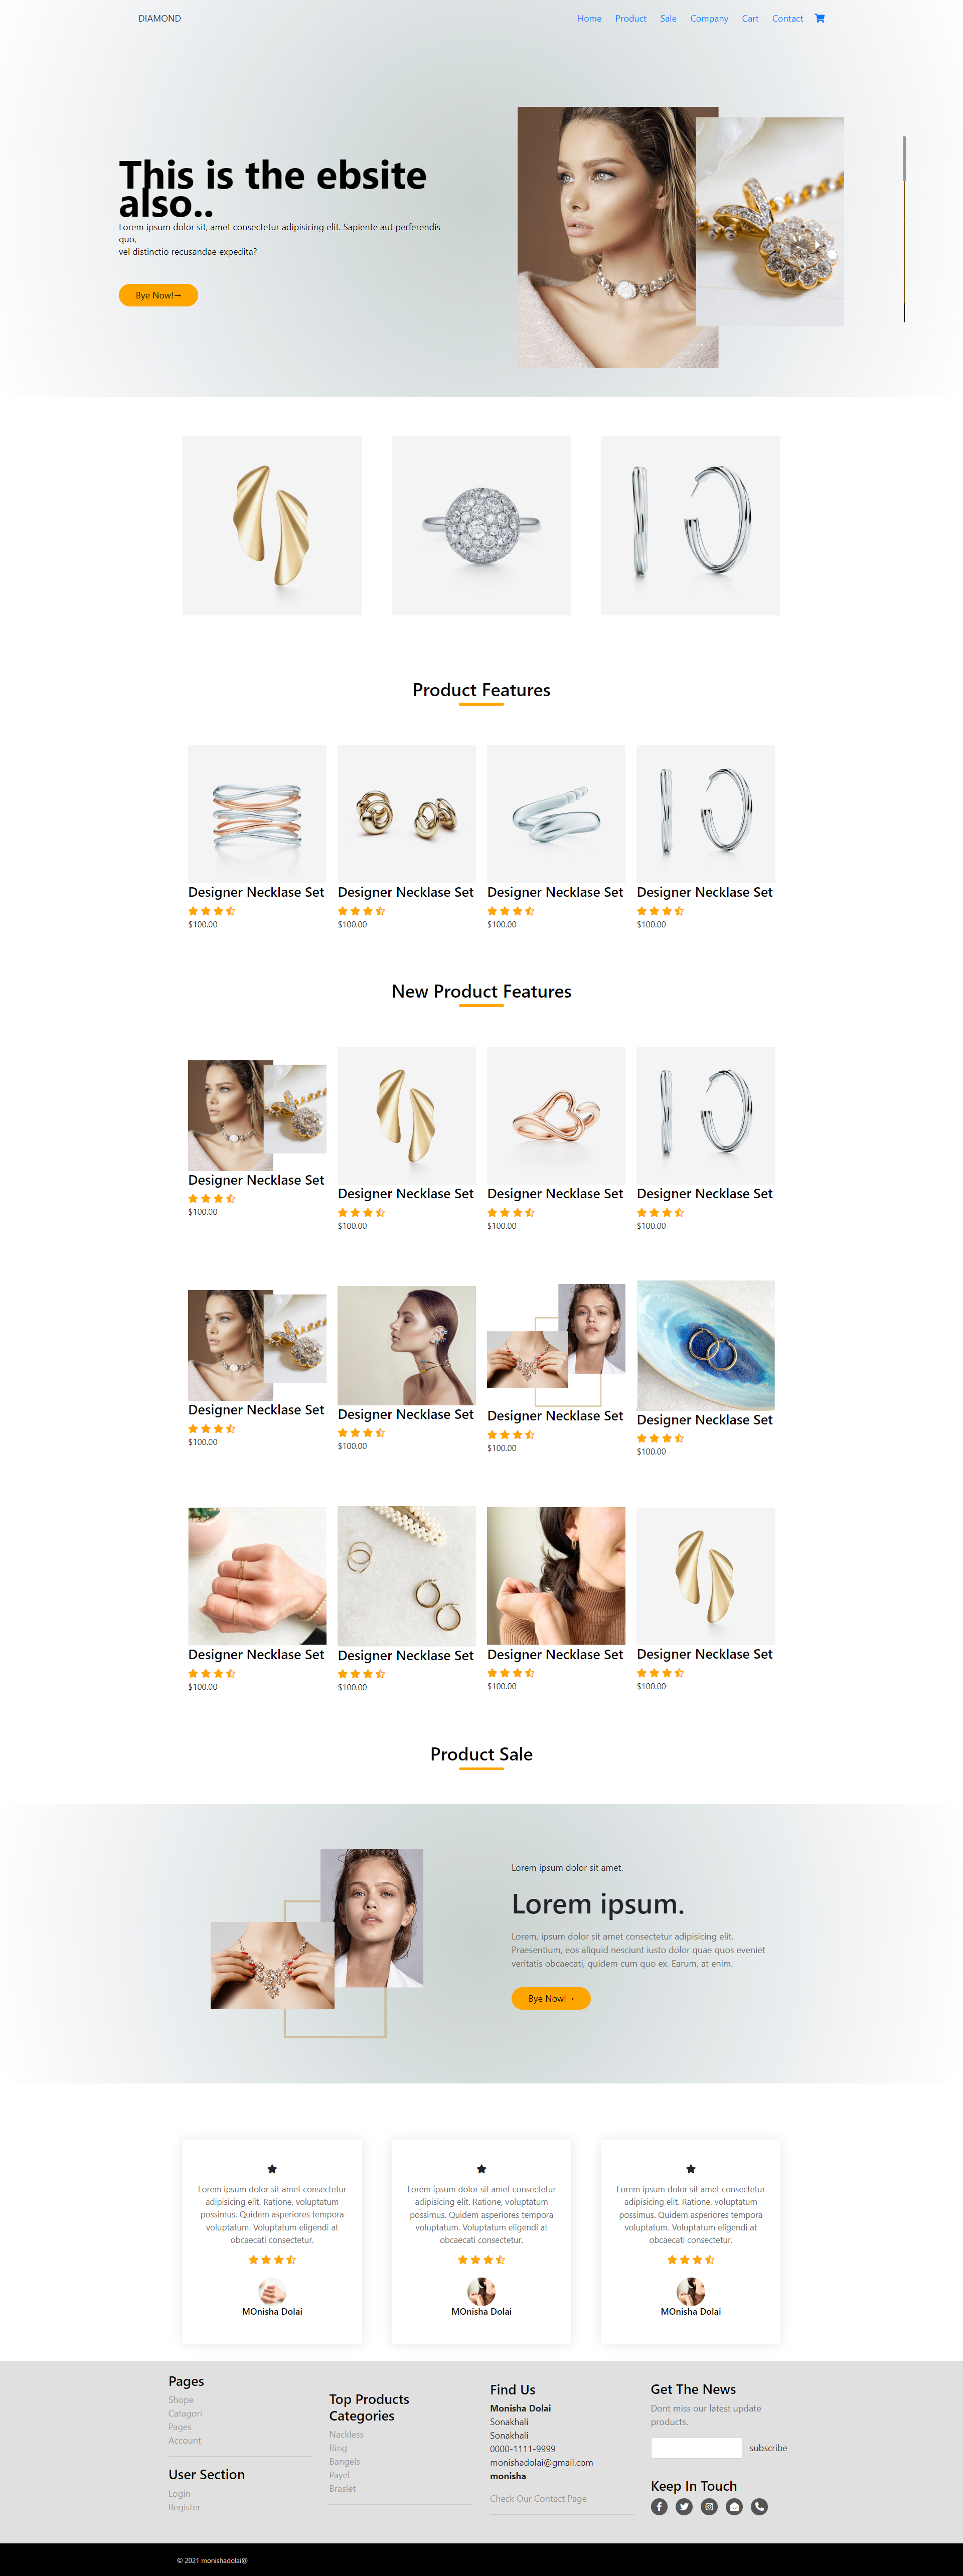 DIAMOND
Home Product Sale Company Cart Contact
This is the ebsite
also..
Lorem ipsum dolor sit, amet consectetur adipisicing elit. Sapiente aut perferendis
quo,
vel distinctio recusandae expedita?
Bye Now!→
Product Features
Designer Necklase Set
$100.00
Designer Necklase Set
$100.00
Designer Necklase Set
$100.00
Designer Necklase Set
$100.00
New Product Features
Designer Necklase Set
$100.00
Designer Necklase Set
$100.00
Designer Necklase Set
$100.00
Designer Necklase Set
$100.00
Designer Necklase Set
$100.00
Designer Necklase Set
$100.00
Designer Necklase Set
$100.00
Designer Necklase Set
$100.00
Designer Necklase Set
$100.00
Designer Necklase Set
$100.00
Designer Necklase Set
$100.00
Designer Necklase Set
$100.00
Product Sale
Lorem ipsum dolor sit amet.
Lorem ipsum.
Lorem, ipsum dolor sit amet consectetur adipisicing elit.
Praesentium, eos aliquid nesciunt iusto dolor quae quos eveniet
veritatis obcaecati, quidem cum quo ex. Earum, at enim.
Bye Now!→
Lorem ipsum dolor sit amet consectetur
adipisicing elit. Ratione, voluptatum
possimus. Quidem asperiores tempora
voluptatum. Voluptatum eligendi at
obcaecati consectetur.
MOnisha Dolai
Lorem ipsum dolor sit amet consectetur
adipisicing elit. Ratione, voluptatum
possimus. Quidem asperiores tempora
voluptatum. Voluptatum eligendi at
obcaecati consectetur.
MOnisha Dolai
Lorem ipsum dolor sit amet consectetur
adipisicing elit. Ratione, voluptatum
possimus. Quidem asperiores tempora
voluptatum. Voluptatum eligendi at
obcaecati consectetur.
MOnisha Dolai
Pages
Shope
Catagori
Pages
Account
User Section
Login
Register
Top Products
Categories
Nackless
Ring
Bangels
Payel
Braslet
Find Us
Monisha Dolai
Sonakhali
Sonakhali
0000-1111-9999
monishadolai@gmail.com
monisha
Check Our Contact Page
Get The News
Dont miss our latest update
products.
subscribe
Keep In Touch
© 2021 monishadolai@